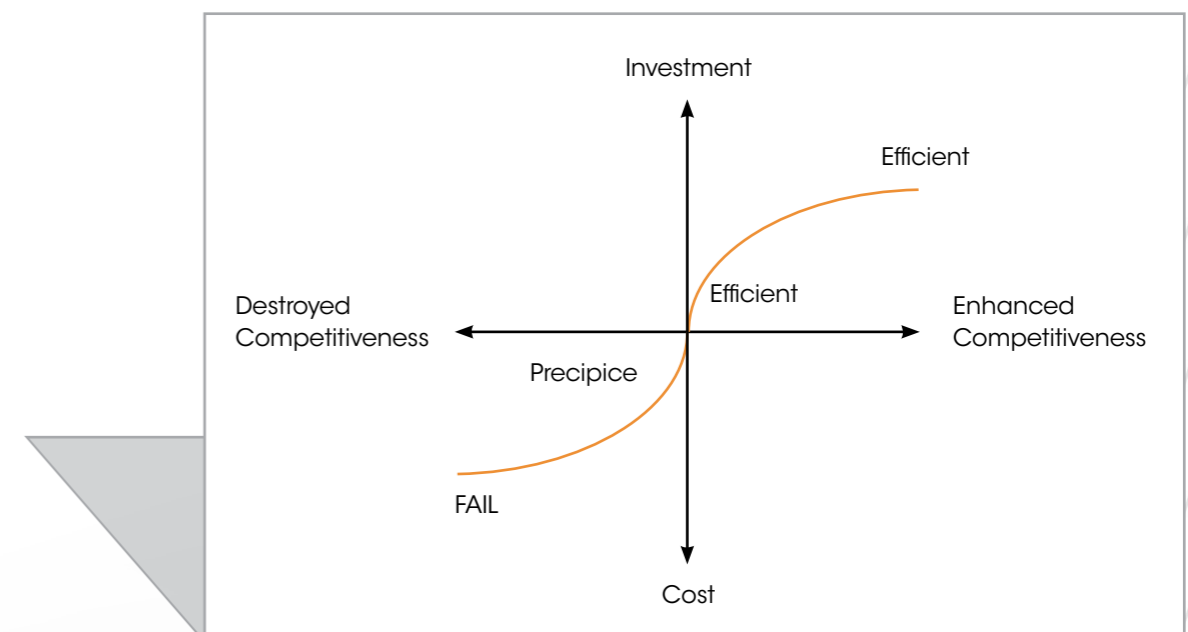 Investment
Efficient
Efficient
Destroyed
Competitiveness
Enhanced
Competitiveness
Precipice
FAIL
Cost